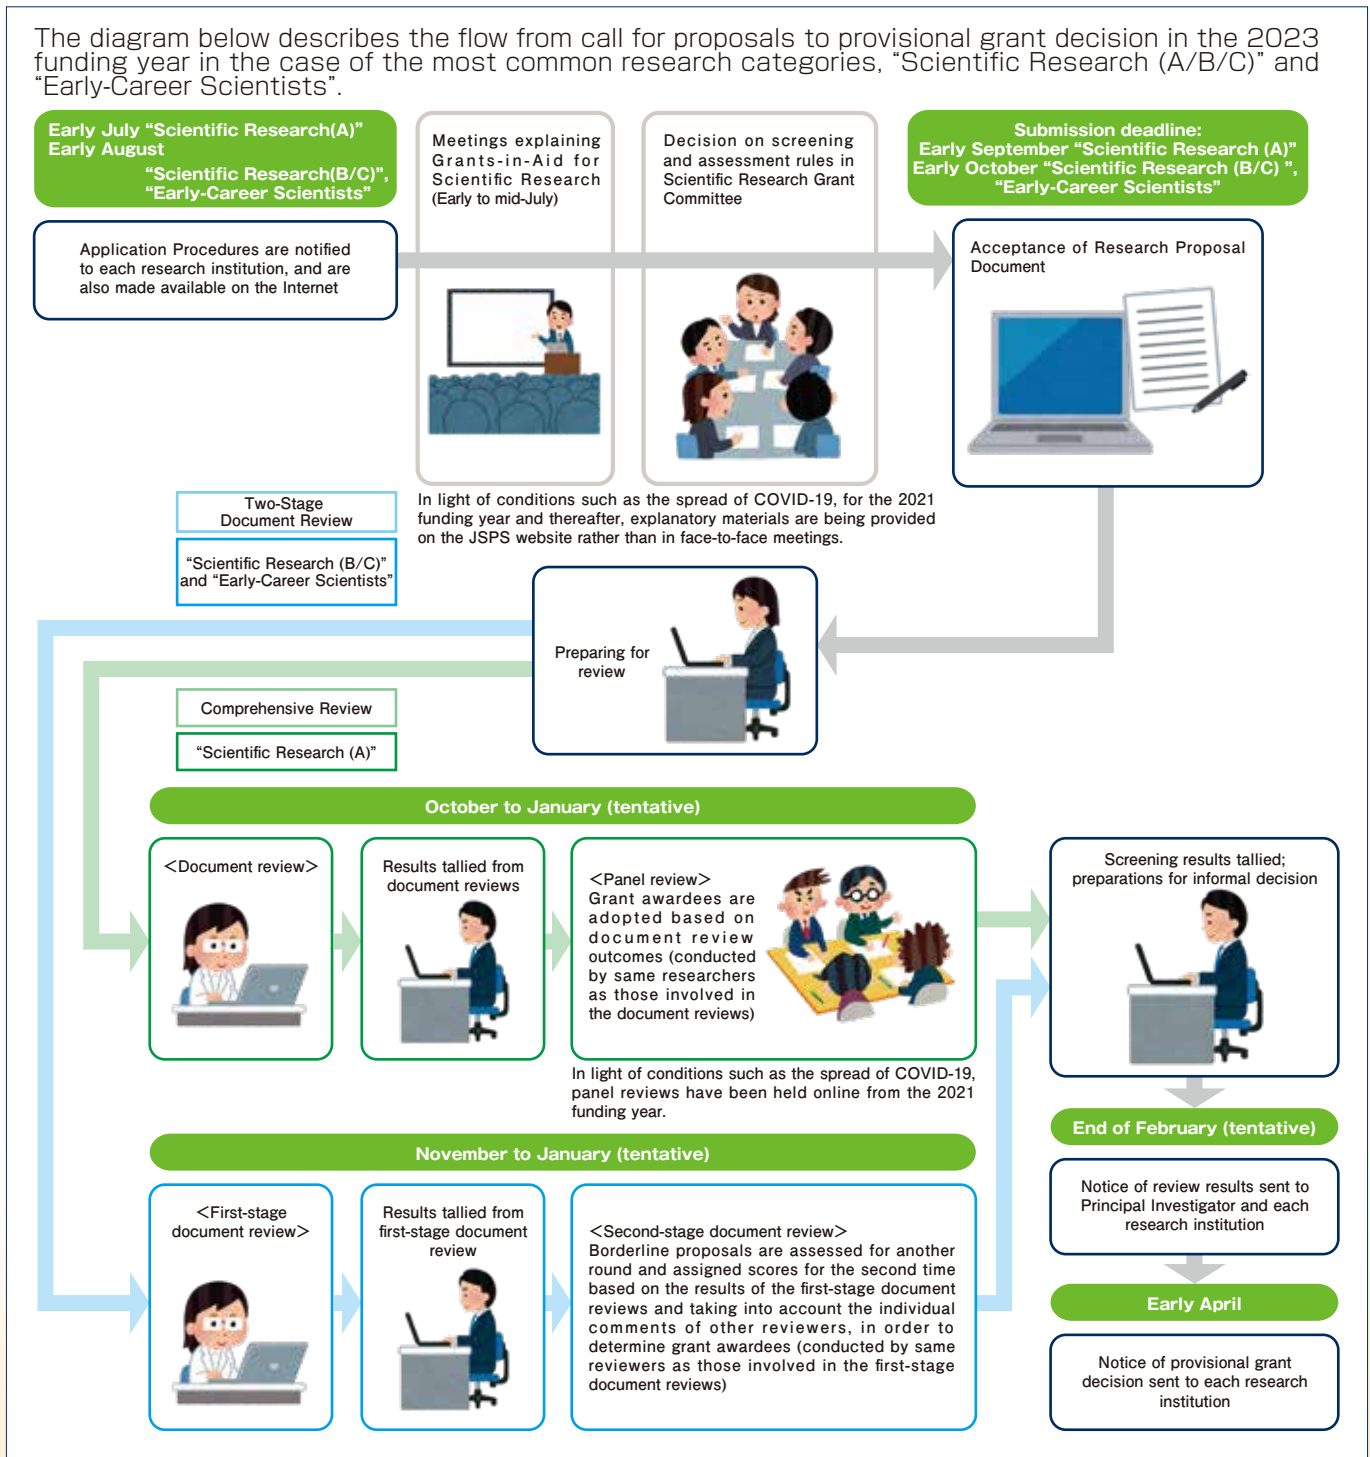 The diagram below describes the flow from call for proposals to provisional grant decision in the 2023
funding year in the case of the most common research categories, “Scientific Research (A/B/C)” and
“Early-Career Scientists”.
Early July “Scientific Research(A)”
Early August
“Scientific Research(B/C)”,
“Early-Career Scientists”
Application Procedures are notified
to each research institution, and are
also made available on the Internet
Meetings explaining
Grants-in-Aid for
Scientific Research
(Early to mid-July)
Decision on screening
and assessment rules in
Scientific Research Grant
Committee
Submission deadline:
Early September “Scientific Research (A)”
Early October “Scientific Research (B/C) ”,
“Early-Career Scientists”
Acceptance of Research Proposal
Document
In light of conditions such as the spread of COVID-19, for the 2021
funding year and thereafter, explanatory materials are being provided
on the JSPS website rather than in face-to-face meetings.
Two-Stage
Document Review
“Scientific Research (B/C)”
and “Early-Career Scientists”
Preparing for
review
Comprehensive Review
“Scientific Research (A)”
October to January (tentative)
<Document review>
Results tallied from
document reviews
<Panel review>
Grant awardees are
adopted based on
document review
outcomes (conducted
by same researchers
as those involved in
the document reviews)
In light of conditions such as the spread of COVID-19,
panel reviews have been held online from the 2021
funding year.
Screening results tallied;
preparations for informal decision
November to January (tentative)
<First-stage
document review>
Results tallied from
first-stage document
review
<Second-stage document review>
Borderline proposals are assessed for another
round and assigned scores for the second time
based on the results of the first-stage document
reviews and taking into account the individual
comments of other reviewers, in order to
determine grant awardees (conducted by same
reviewers as those involved in the first-stage
document reviews)
End of February (tentative)
Notice of review results sent to
Principal Investigator and each
research institution
Early April
Notice of provisional grant
decision sent to each research
institution